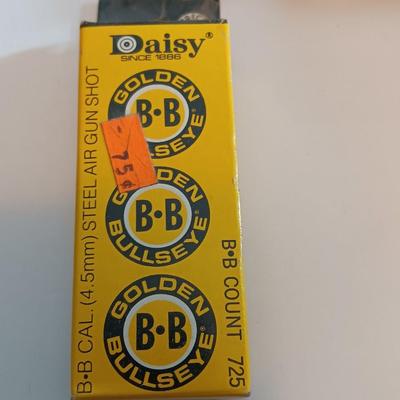 Daisy
SINCE 1886
B•B CAL. (4.5mm) STEEL AIR GUN SHOT
GOLDEN
B•B
BULLSEYE®
75¢
GOLDEN
B•B
BULLSEYE®
GOLDEN
B•B
BULLSEYE®
B•B COUNT 725